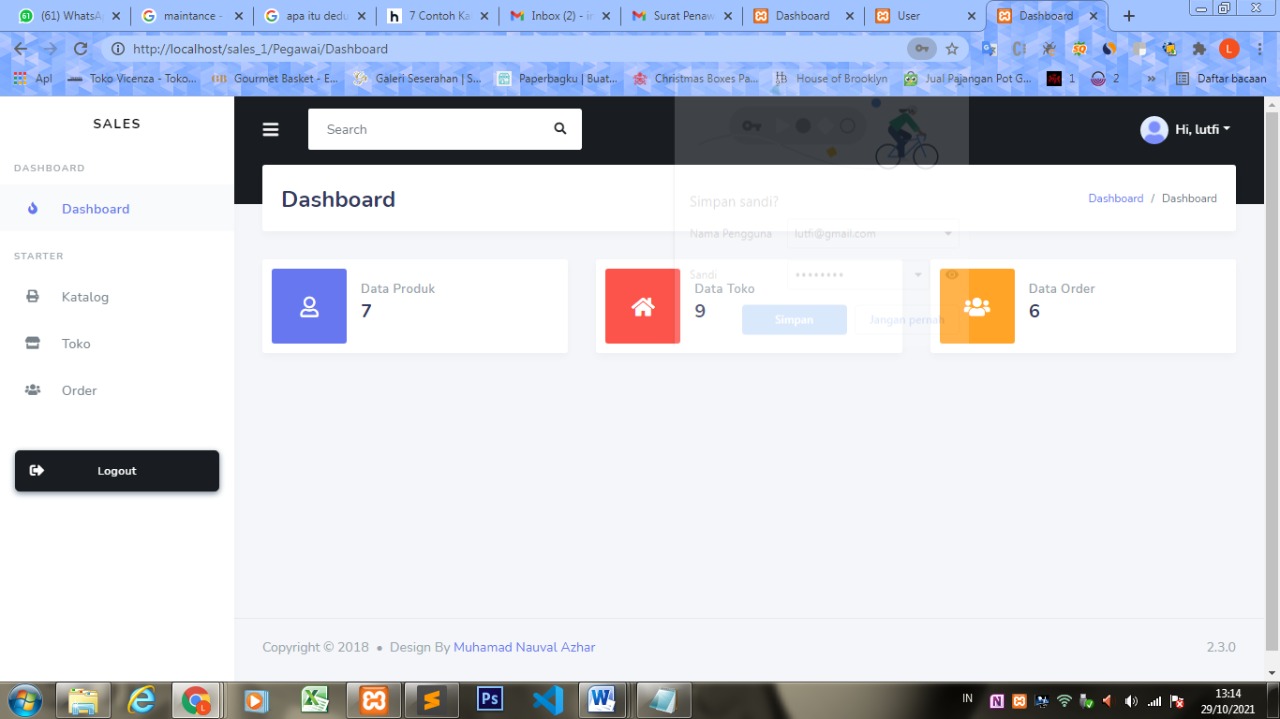 (61) WhatsA
maintance -
apa itu dedu
7 Contoh Ka
Inbox (2) - ir
Surat Penaw
Dashboard
User
Dashboard
http://localhost/sales_1/Pegawai/Dashboard
Apl
Toko Vicenza - Toko...
Gourmet Basket - E...
Galeri Seserahan | S...
Paperbagku | Buat...
Christmas Boxes Pa...
House of Brooklyn
Jual Pajangan Pot G...
1
2
»
Daftar bacaan
SALES
Search
Hi, lutfi
DASHBOARD
Dashboard
Dashboard
Dashboard / Dashboard
Simpan sandi?
Nama Pengguna lutfi@gmail.com
Sandi ••••••••
Simpan
Jangan pernah
STARTER
Katalog
Toko
Order
Logout
Data Produk
7
Data Toko
9
Data Order
6
Copyright © 2018 • Design By Muhamad Nauval Azhar
2.3.0
Ps
IN
13:14
29/10/2021